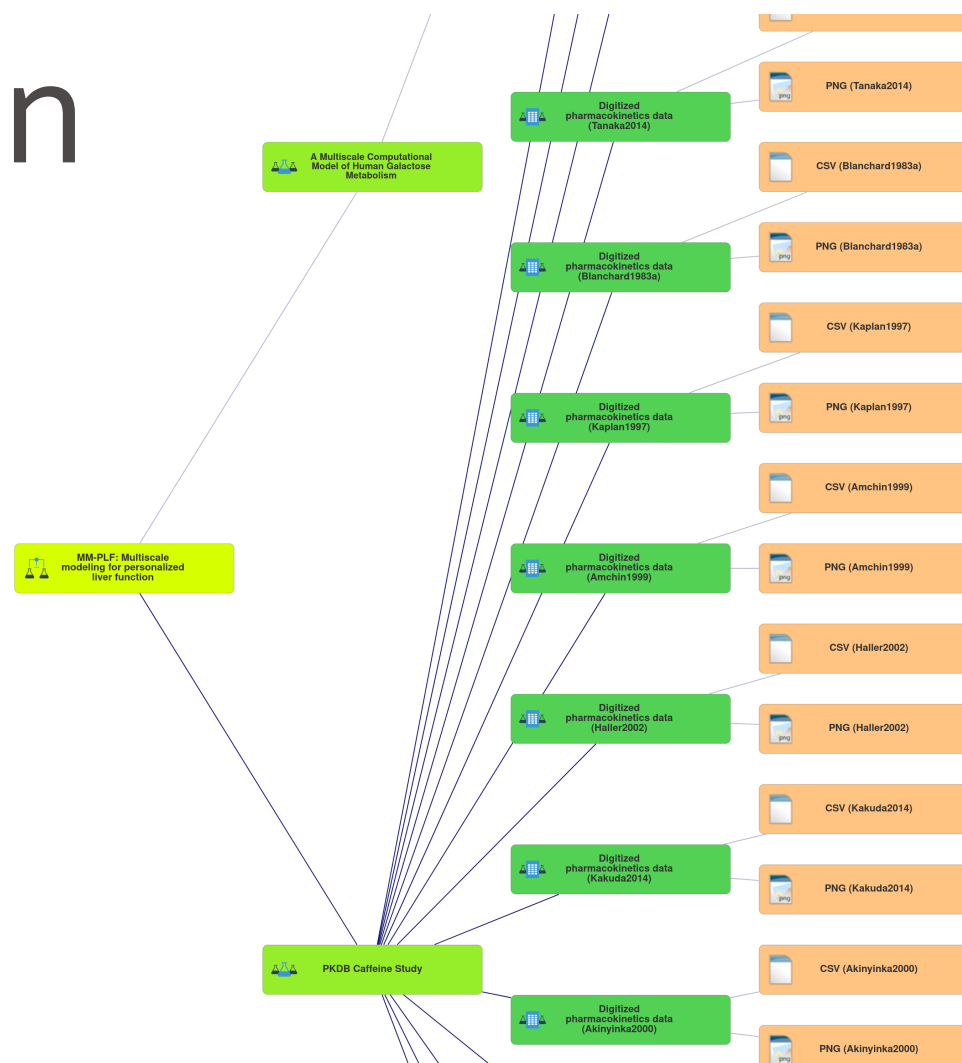 n
Digitized
pharmacokinetics data
(Tanaka2014)
PNG (Tanaka2014)
A Multiscale Computational
Model of Human Galactose
Metabolism
CSV (Blanchard1983a)
Digitized
pharmacokinetics data
(Blanchard1983a)
PNG (Blanchard1983a)
CSV (Kaplan1997)
Digitized
pharmacokinetics data
(Kaplan1997)
PNG (Kaplan1997)
CSV (Amchin1999)
MM-PLF: Multiscale
modeling for personalized
liver function
Digitized
pharmacokinetics data
(Amchin1999)
PNG (Amchin1999)
CSV (Haller2002)
Digitized
pharmacokinetics data
(Haller2002)
PNG (Haller2002)
CSV (Kakuda2014)
Digitized
pharmacokinetics data
(Kakuda2014)
PNG (Kakuda2014)
PKDB Caffeine Study
CSV (Akinyinka2000)
Digitized
pharmacokinetics data
(Akinyinka2000)
PNG (Akinyinka2000)